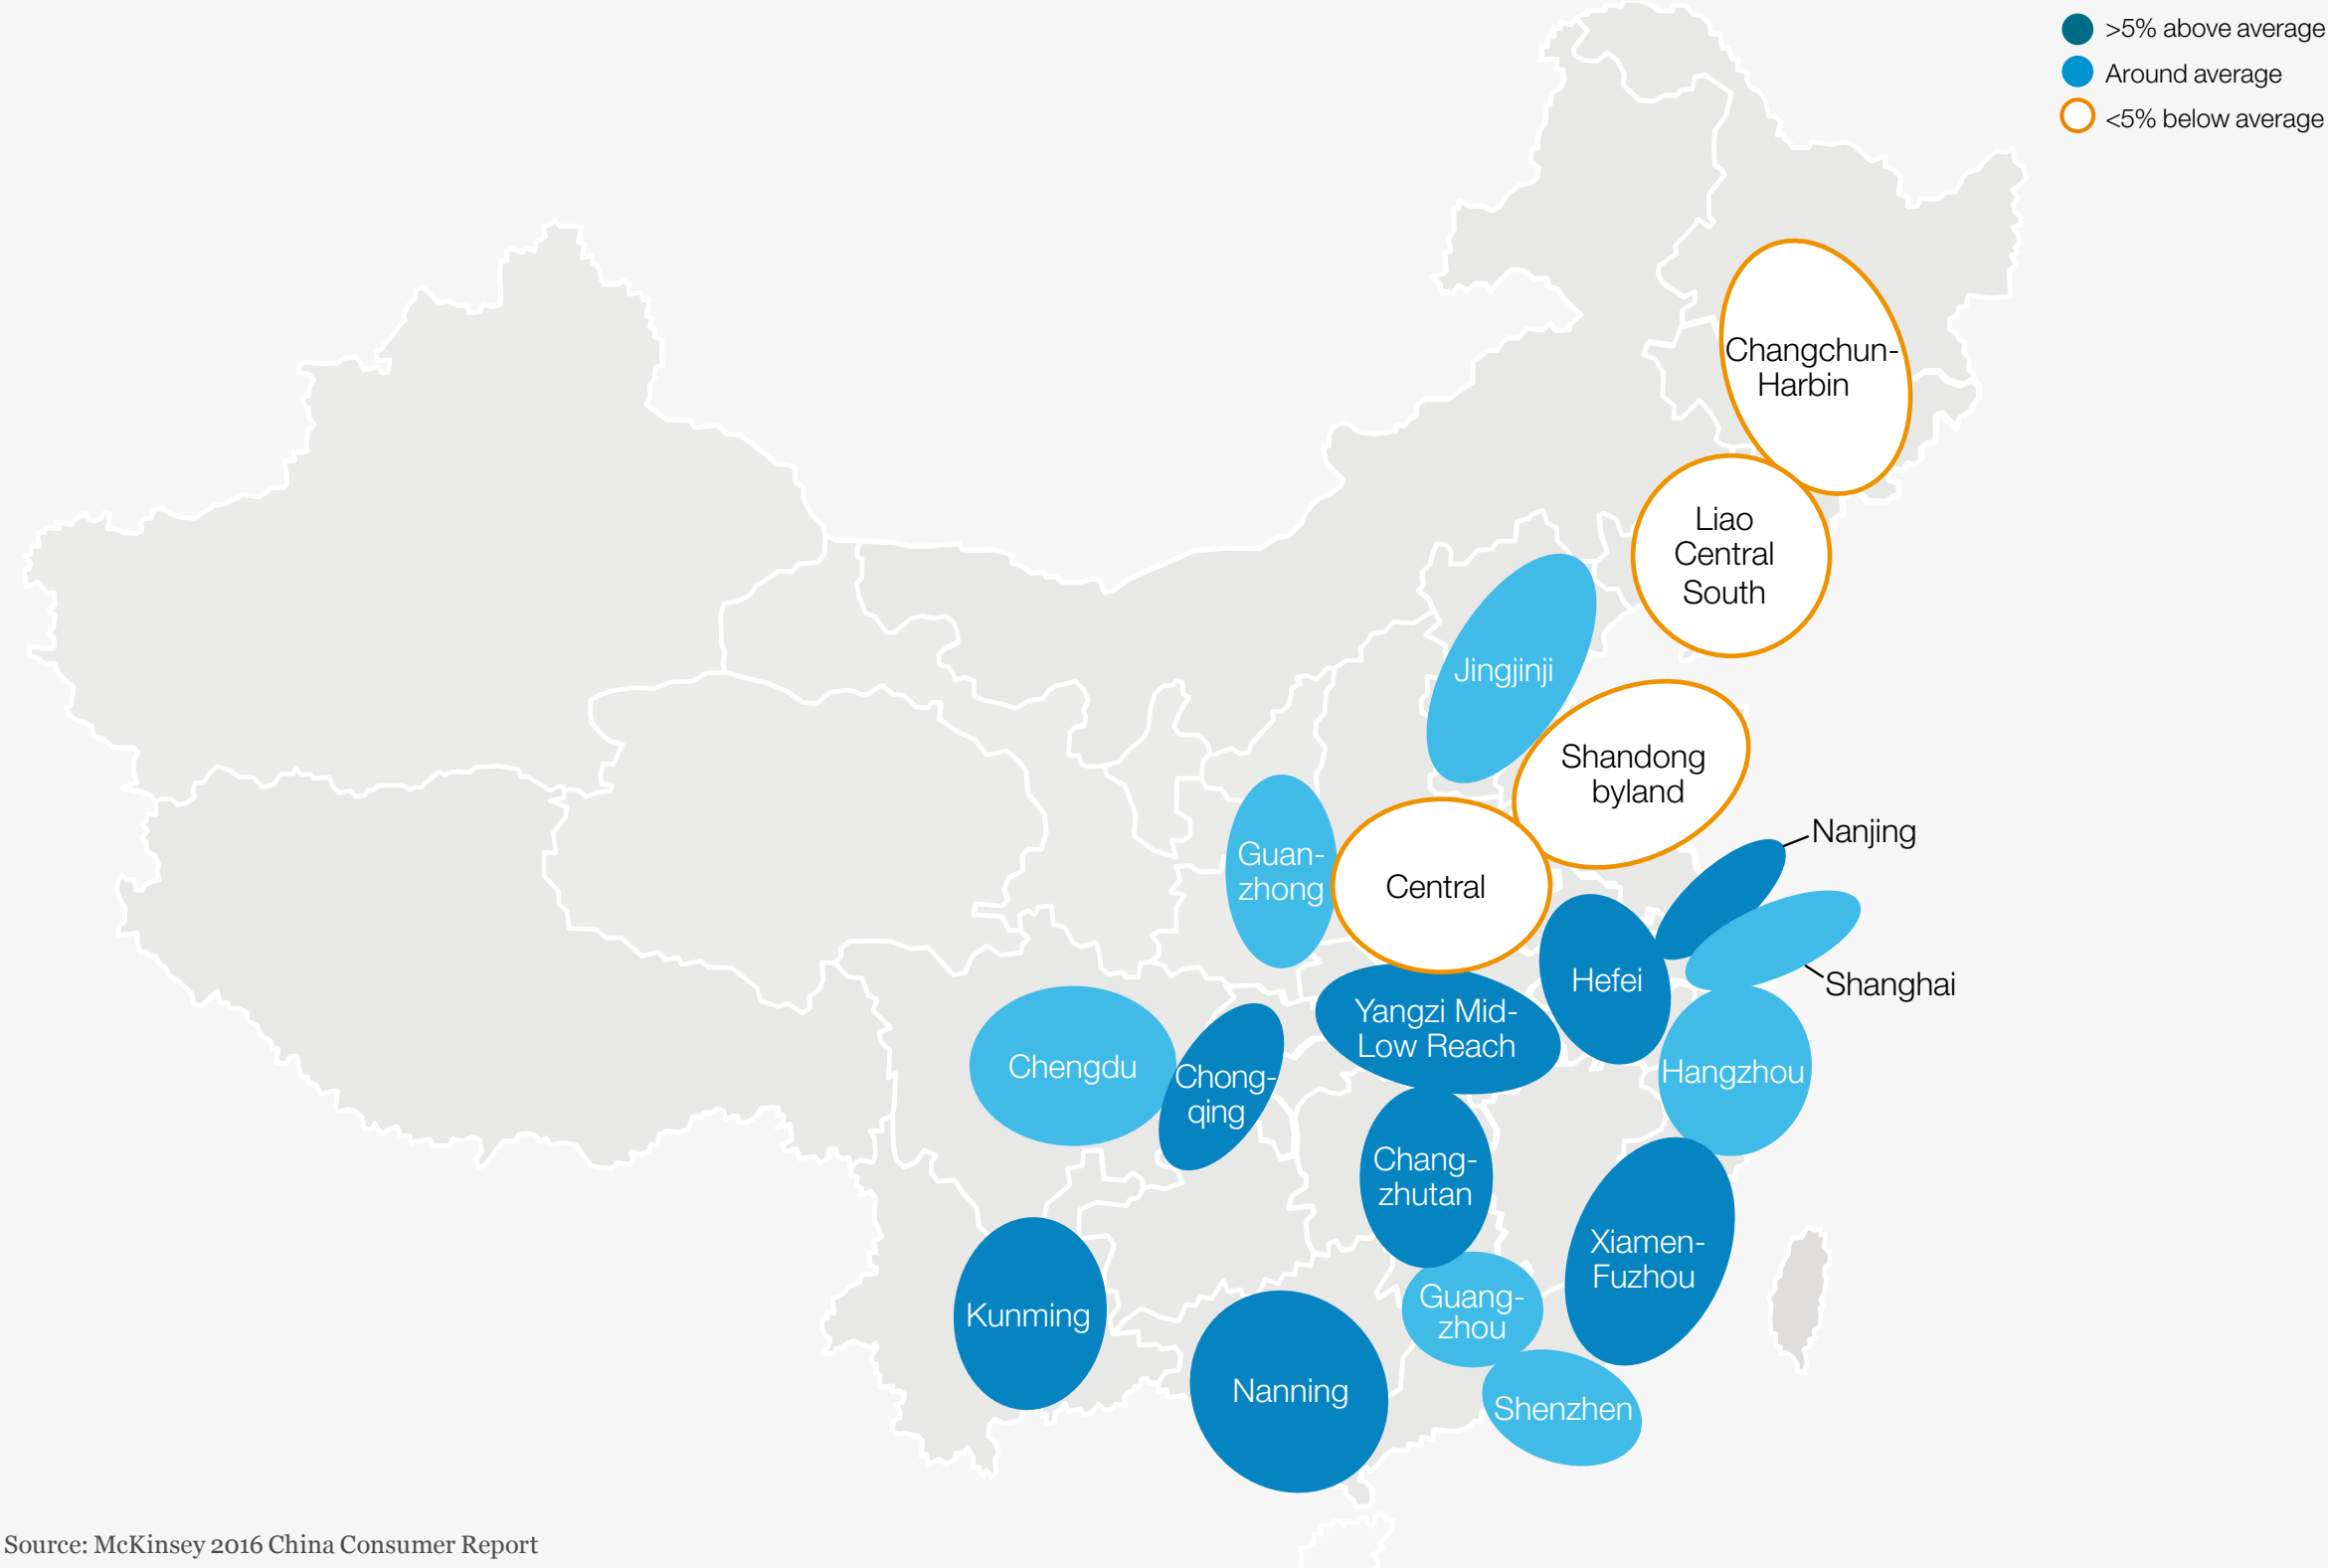 >5% above average
Around average
<5% below average
Changchun-
Harbin
Liao
Central
South
Jingjinji
Shandong
byland
Nanjing
Guan-
zhong
Central
Hefei
Shanghai
Yangzi Mid-
Low Reach
Chengdu
Chong-
qing
Hangzhou
Chang-
zhutan
Xiamen-
Fuzhou
Kunming
Guang-
zhou
Nanning
Shenzhen
Source: McKinsey 2016 China Consumer Report